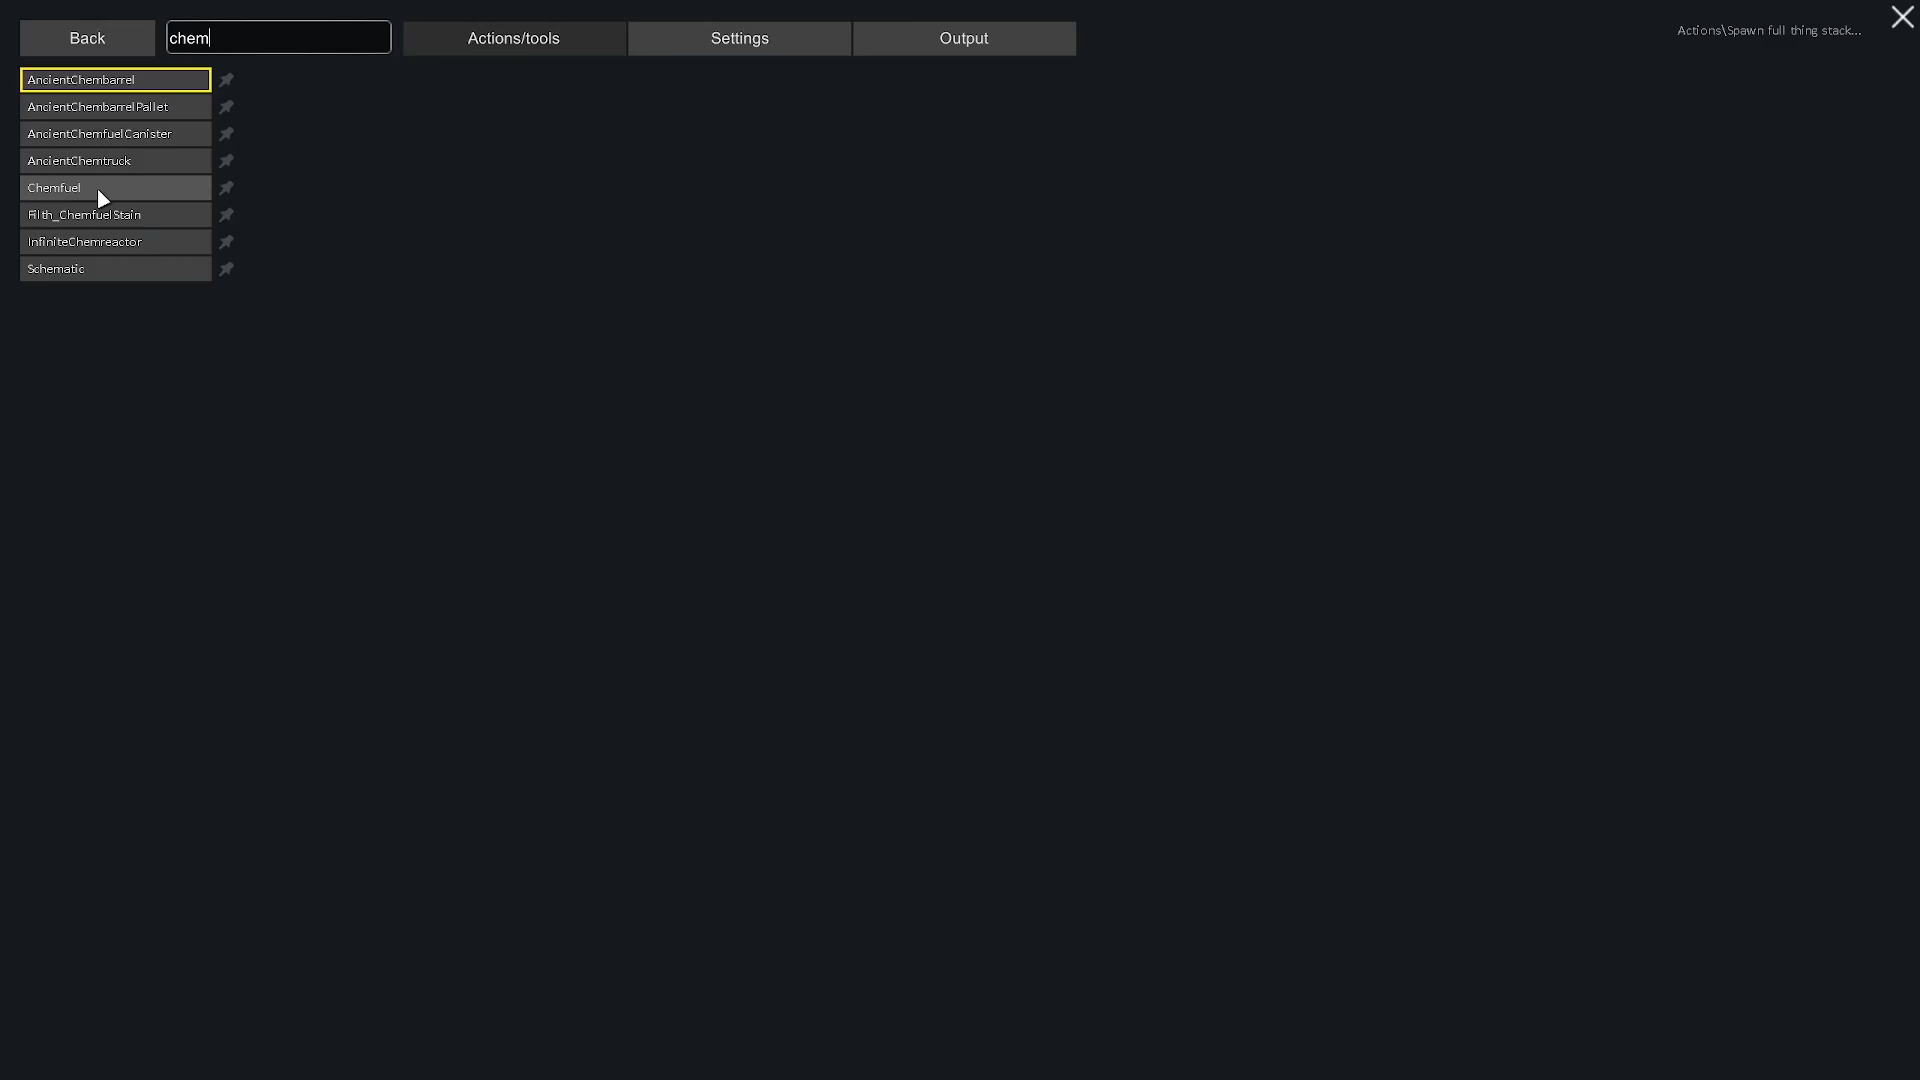 Back
chem
Actions/tools
Settings
Output
Actions\Spawn full thing stack...
AncientChembarrel
AncientChembarrelPallet
AncientChemfuelCanister
AncientChemtruck
Chemfuel
Filth_ChemfuelStain
InfiniteChemreactor
Schematic